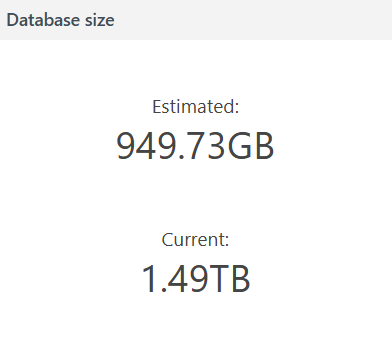 Database size
Estimated:
949.73GB
Current:
1.49TB